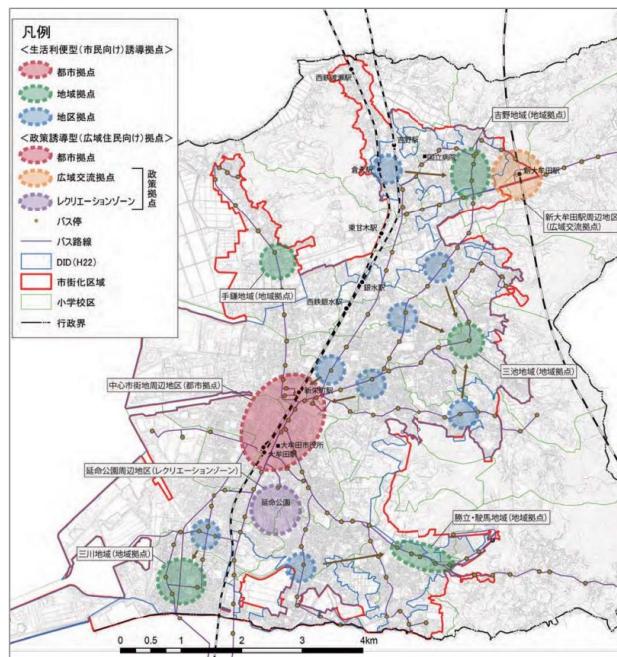 凡例
<生活利便型(市民向け)誘導拠点>
都市拠点
地域拠点
地区拠点
<政策誘導型(広域住民向け)拠点>
都市拠点
広域交流拠点
レクリエーションゾーン
政策拠点
バス停
バス路線
DID(H22)
市街化区域
小学校区
行政界
西鉄渡瀬駅
吉野地域(地域拠点)
吉野駅
国立病院
倉永駅
新大牟田駅
新大牟田駅周辺地区
(広域交流拠点)
東甘木駅
手鎌地域(地域拠点)
銀水駅
西鉄銀水駅
三池地域(地域拠点)
中心市街地周辺地区(都市拠点)
新栄町駅
大牟田市役所
大牟田駅
延命公園周辺地区(レクリエーションゾーン)
延命公園
勝立・駛馬地域(地域拠点)
三川地域(地域拠点)
0 0.5 1 2 3 4km